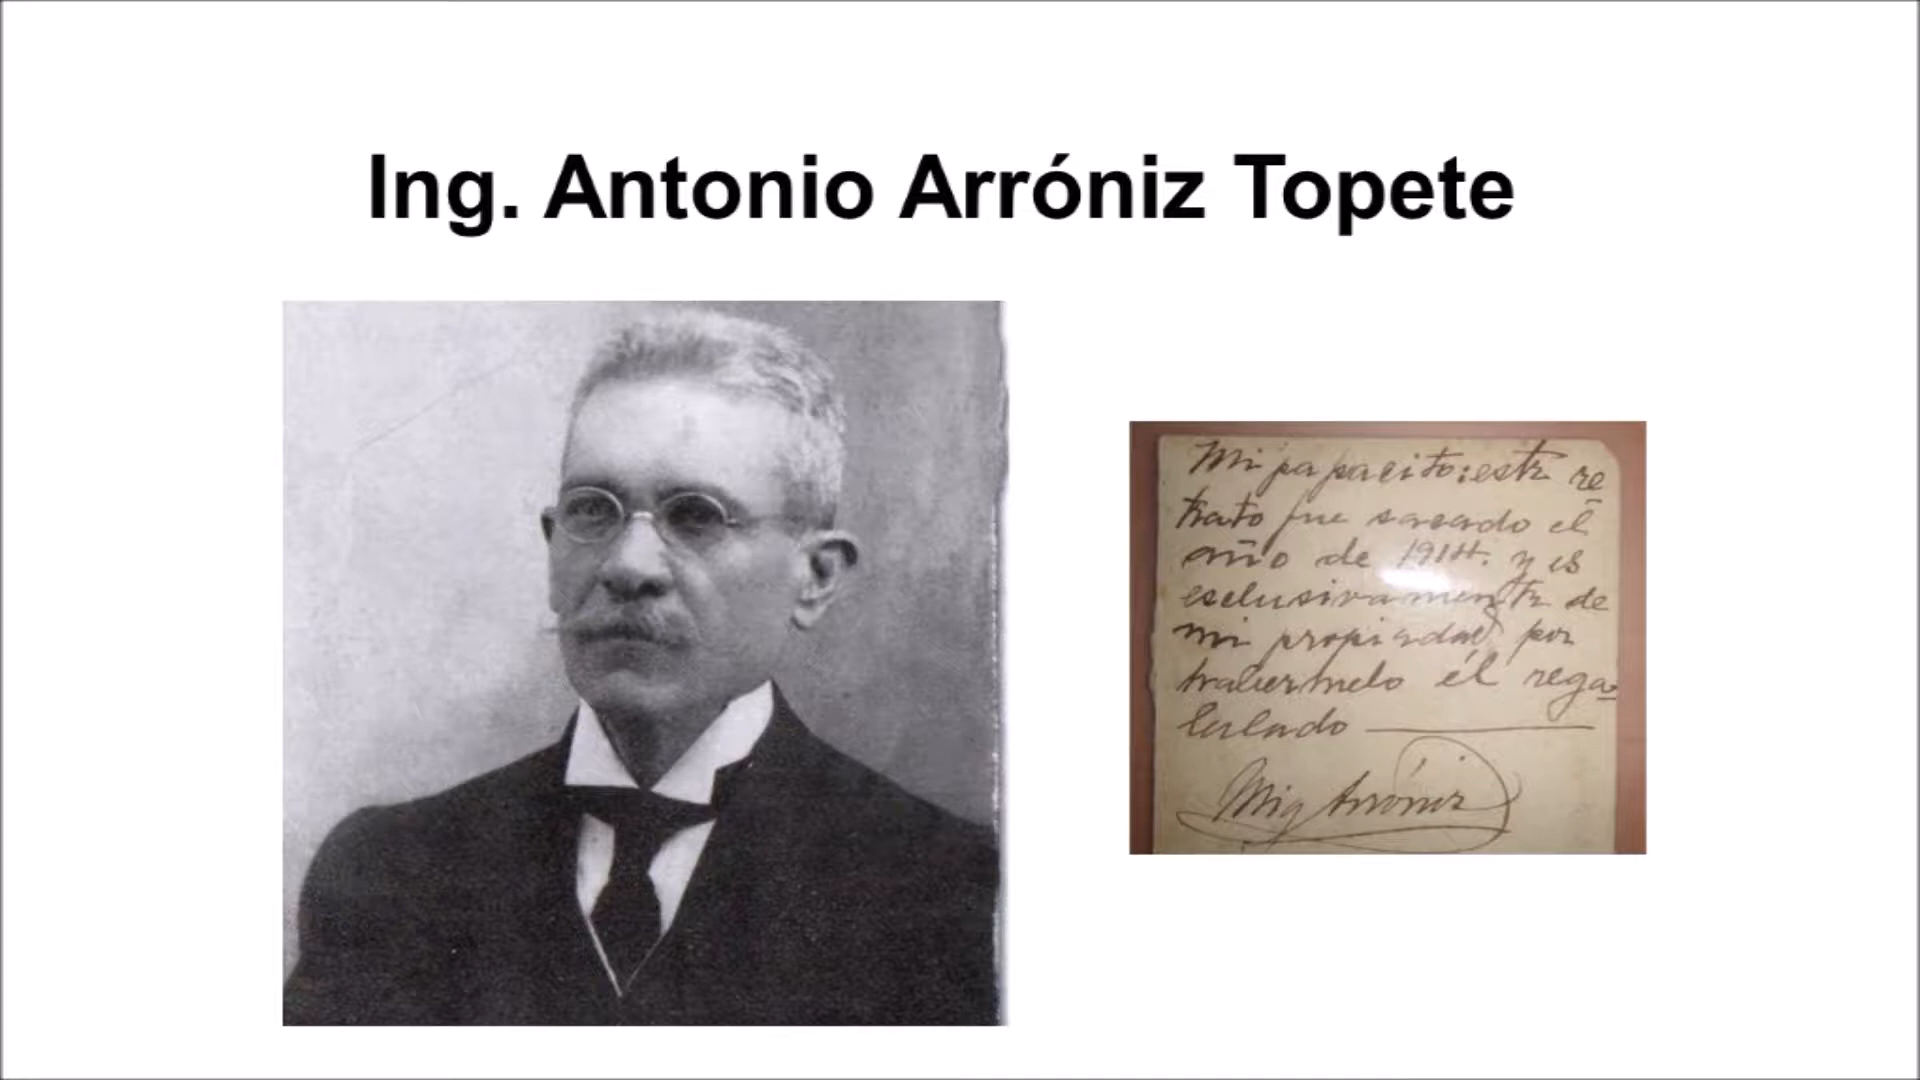 Ing. Antonio Arróniz Topete
Mi papacito: este re
trato fue sacado el
año de 1914. y es
esclusivamente de
mi propiedad por
habermelo él rega
lado
Mig Arróniz